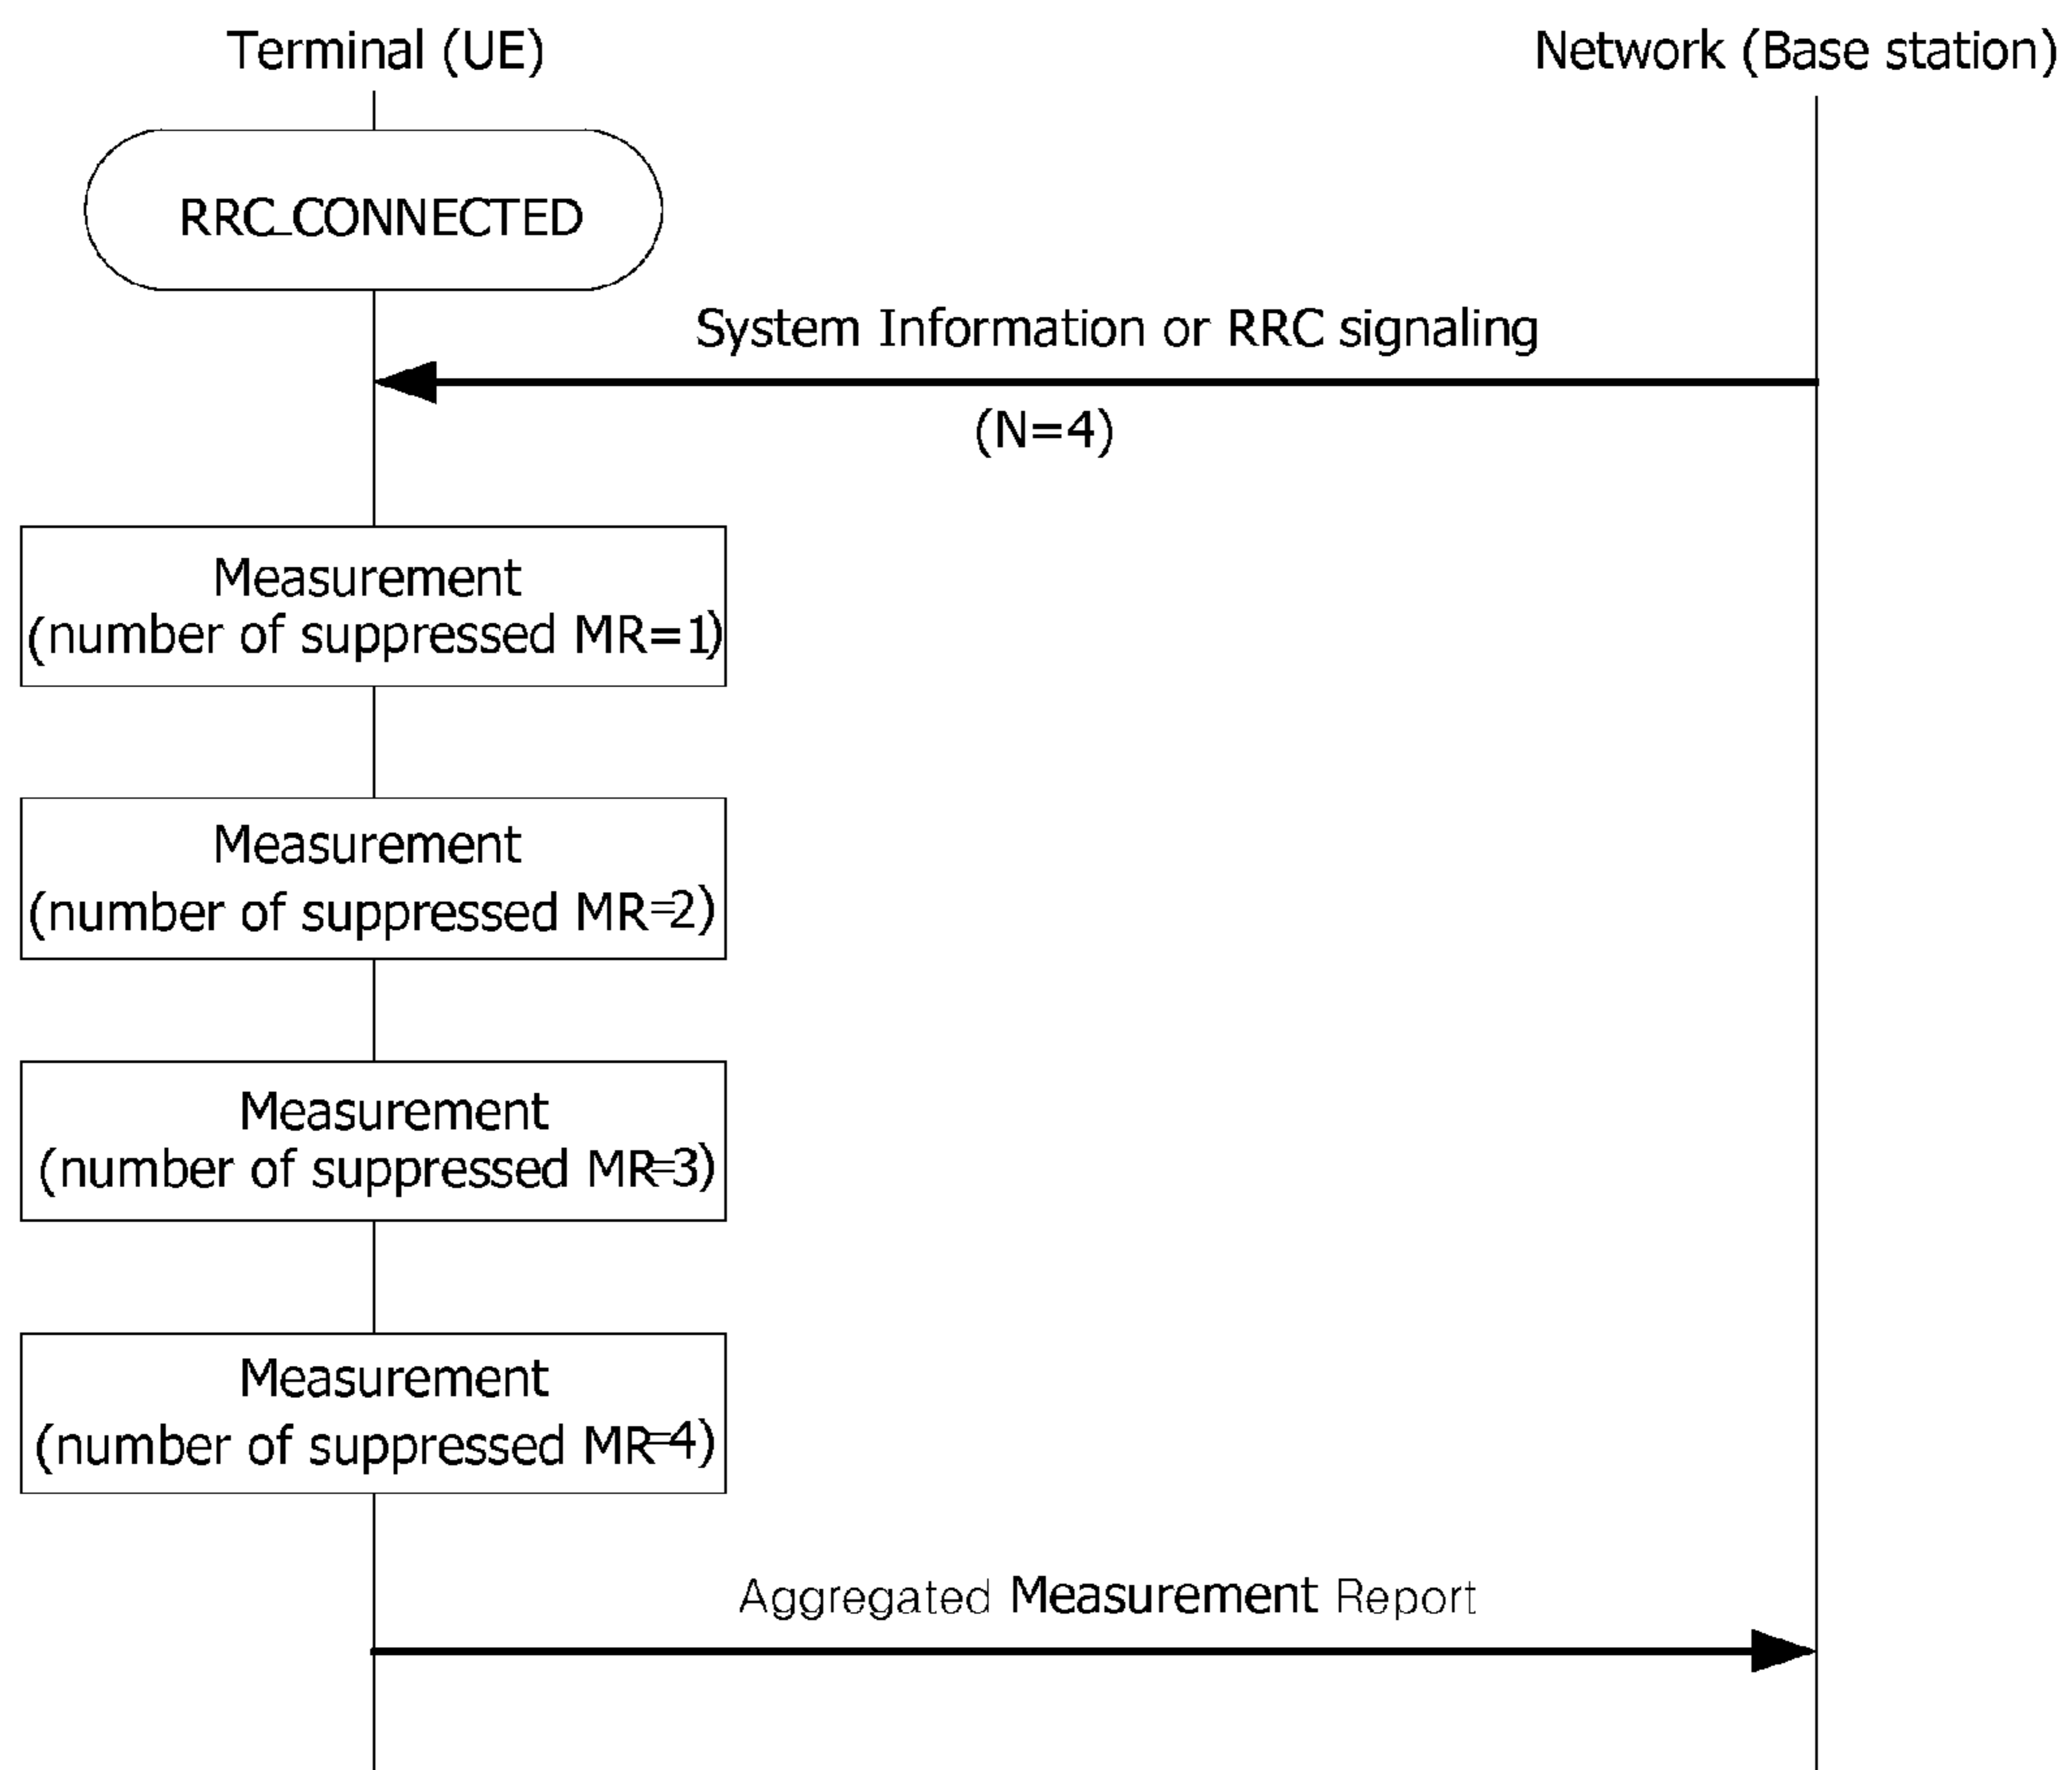 Terminal (UE)
Network (Base station)
RRC_CONNECTED
System Information or RRC signaling
(N=4)
Measurement
(number of suppressed MR=1)
Measurement
(number of suppressed MR=2)
Measurement
(number of suppressed MR=3)
Measurement
(number of suppressed MR=4)
Aggregated Measurement Report